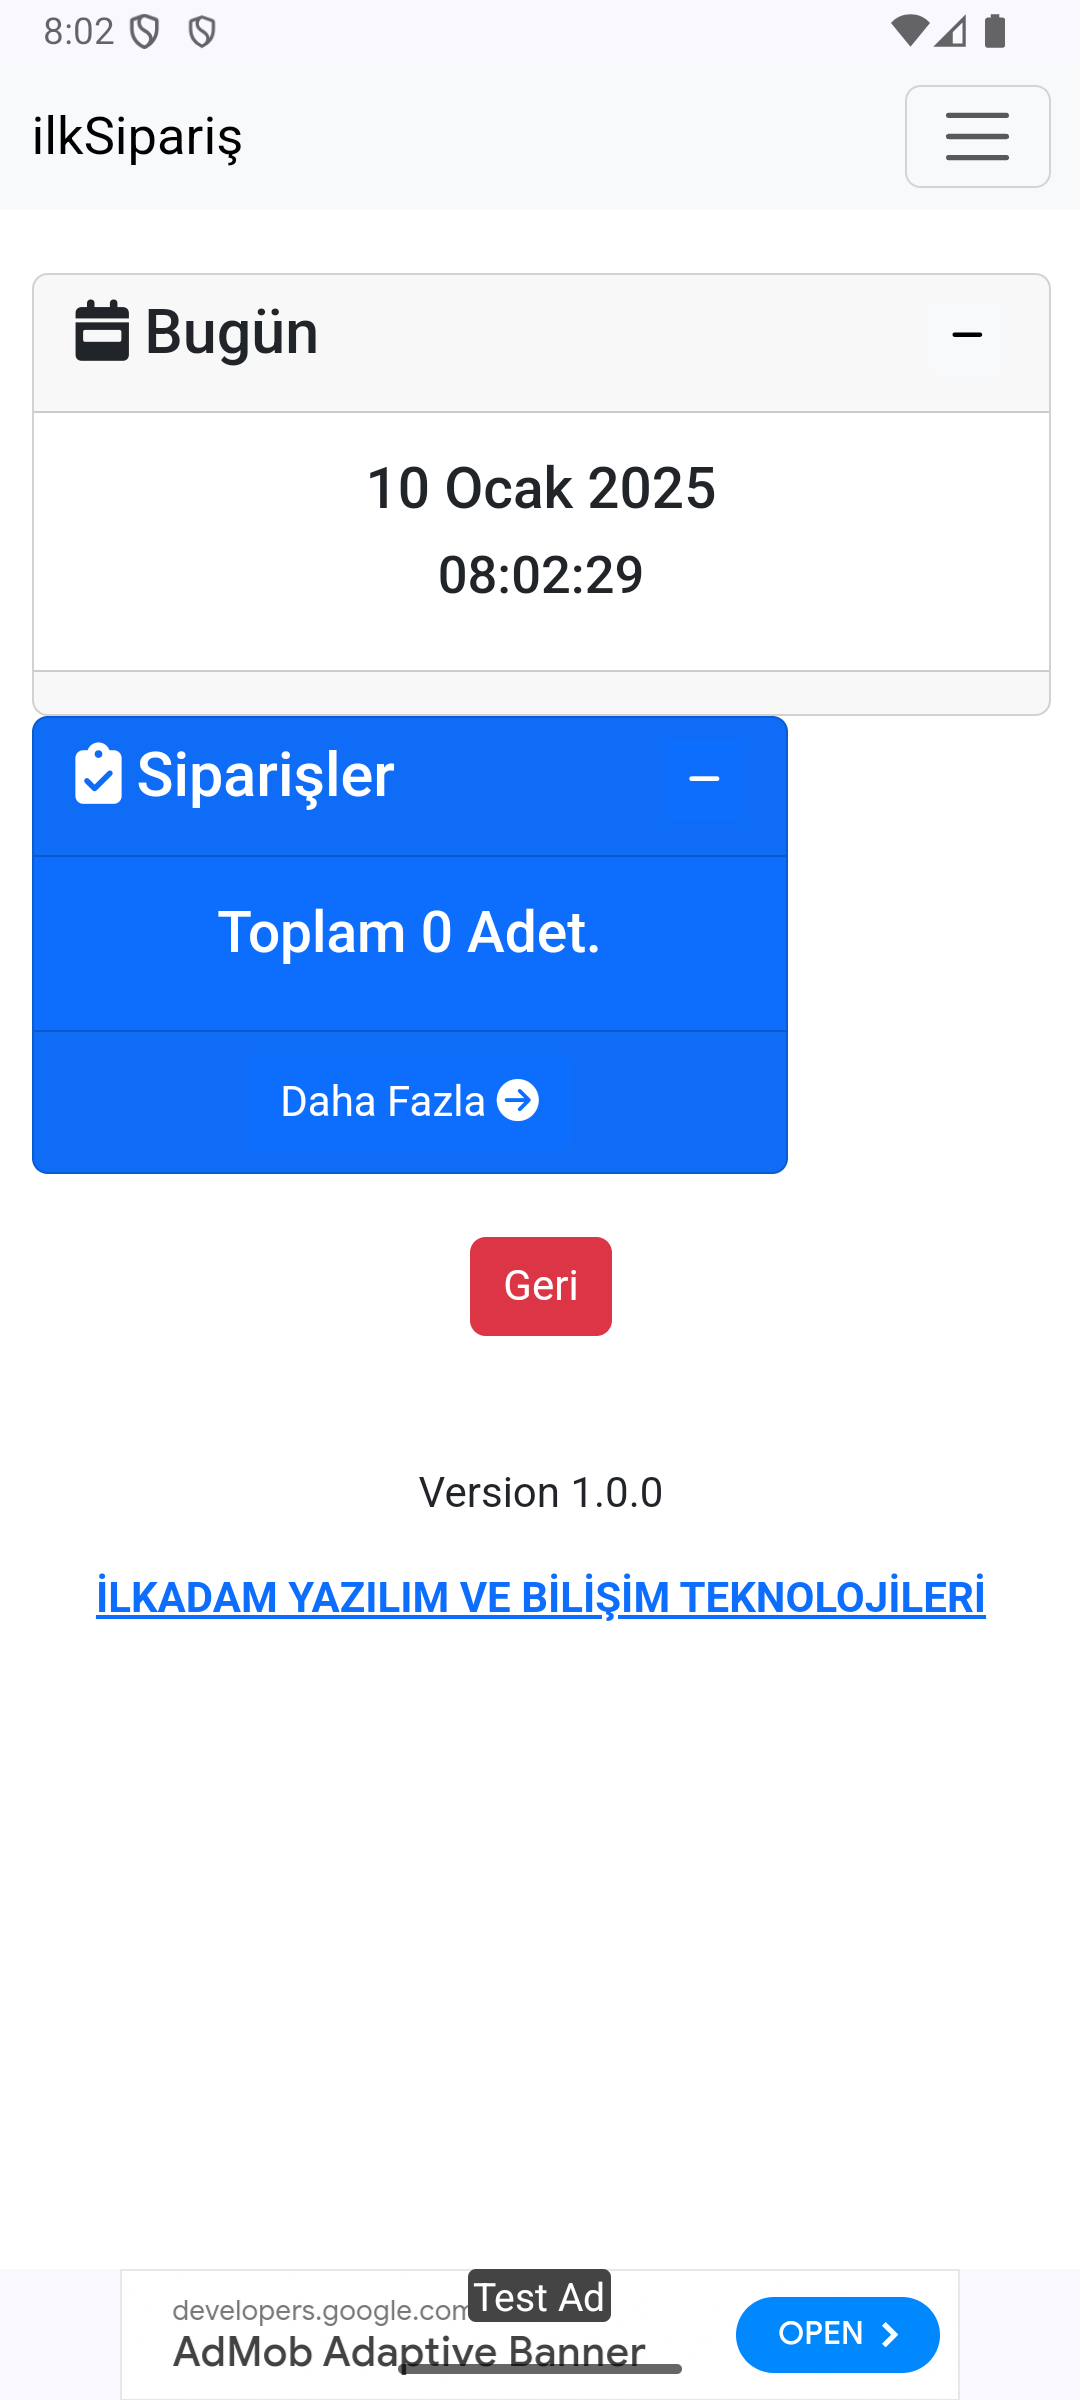 8:02
ilkSipariş
Bugün
10 Ocak 2025
08:02:29
Siparişler
Toplam 0 Adet.
Daha Fazla
Geri
Version 1.0.0
İLKADAM YAZILIM VE BİLİŞİM TEKNOLOJİLERİ
Test Ad
developers.google.com
AdMob Adaptive Banner
OPEN